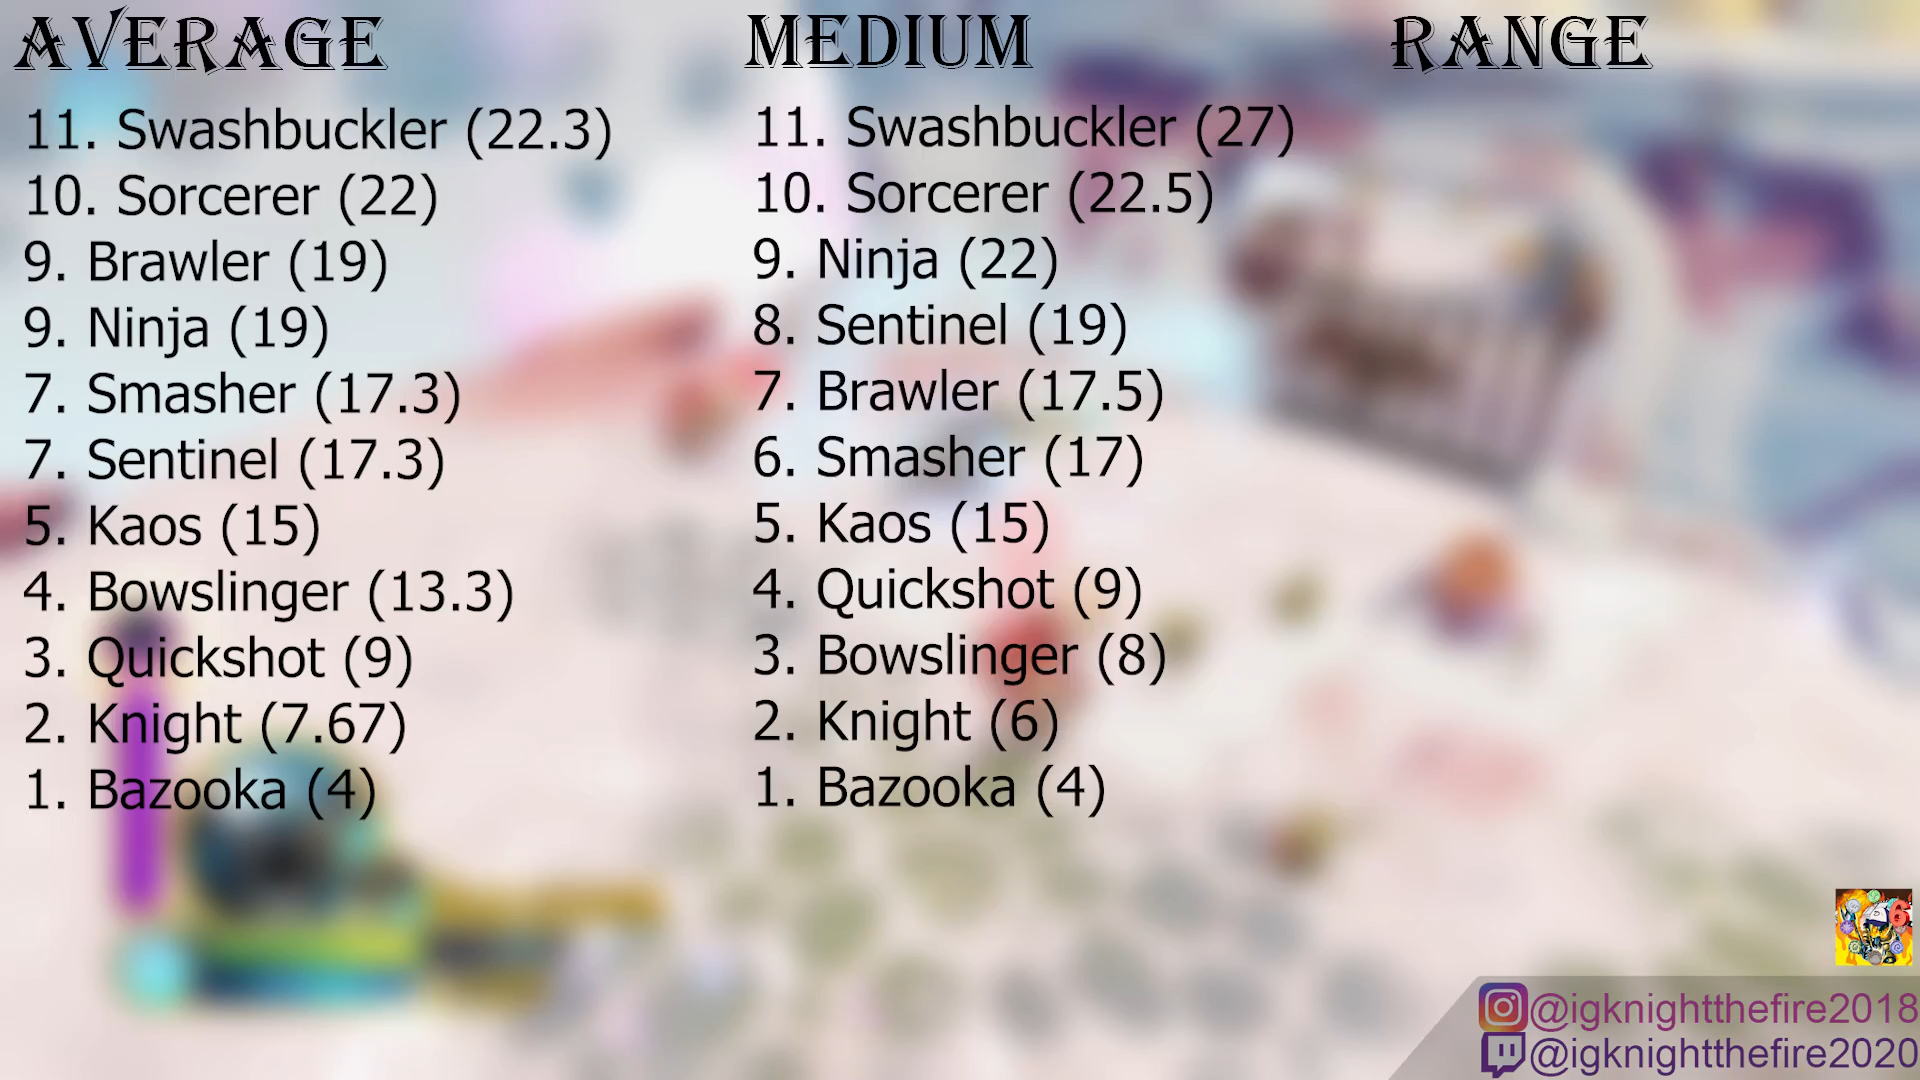 AVERAGE
11. Swashbuckler (22.3)
10. Sorcerer (22)
9. Brawler (19)
9. Ninja (19)
7. Smasher (17.3)
7. Sentinel (17.3)
5. Kaos (15)
4. Bowslinger (13.3)
3. Quickshot (9)
2. Knight (7.67)
1. Bazooka (4)
MEDIUM
11. Swashbuckler (27)
10. Sorcerer (22.5)
9. Ninja (22)
8. Sentinel (19)
7. Brawler (17.5)
6. Smasher (17)
5. Kaos (15)
4. Quickshot (9)
3. Bowslinger (8)
2. Knight (6)
1. Bazooka (4)
RANGE
6
@igknightthefire2018
@igknightthefire2020